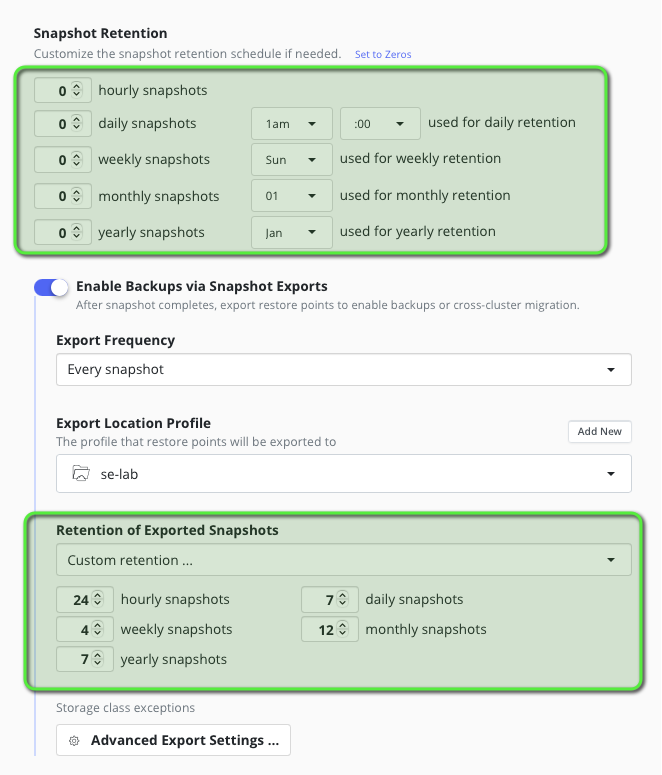 Snapshot Retention
Customize the snapshot retention schedule if needed. Set to Zeros
0 hourly snapshots
0 daily snapshots 1am :00 used for daily retention
0 weekly snapshots Sun used for weekly retention
0 monthly snapshots 01 used for monthly retention
0 yearly snapshots Jan used for yearly retention
Enable Backups via Snapshot Exports
After snapshot completes, export restore points to enable backups or cross-cluster migration.
Export Frequency
Every snapshot
Export Location Profile Add New
The profile that restore points will be exported to
se-lab
Retention of Exported Snapshots
Custom retention ...
24 hourly snapshots 7 daily snapshots
4 weekly snapshots 12 monthly snapshots
7 yearly snapshots
Storage class exceptions
Advanced Export Settings ...